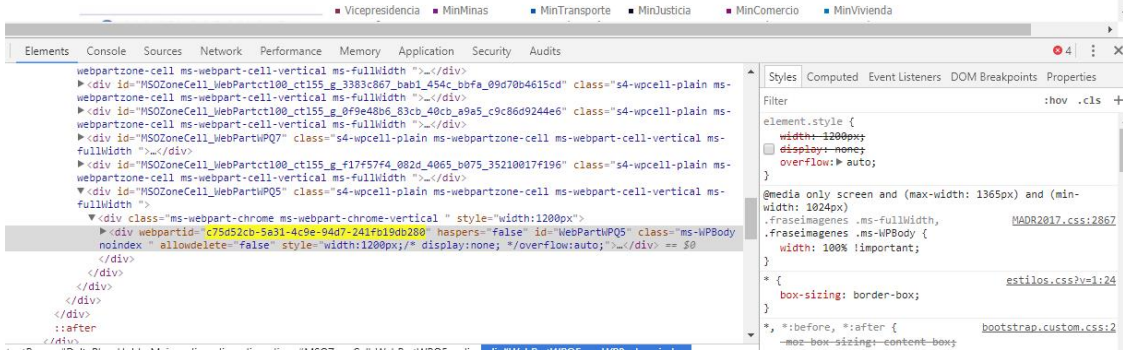 Vicepresidencia MinMinas MinTransporte MinJusticia MinComercio MinVivienda
Elements Console Sources Network Performance Memory Application Security Audits 4
webpartzone-cell ms-webpart-cell-vertical ms-fullWidth ">…</div>
<div id="MSOZoneCell_WebPartctl00_ctl55_g_3383c867_bab1_454c_bbfa_09d70b4615cd" class="s4-wpcell-plain ms-
webpartzone-cell ms-webpart-cell-vertical ms-fullWidth ">…</div>
<div id="MSOZoneCell_WebPartctl00_ctl55_g_0f9e48b6_83cb_40cb_a9a5_c9c86d9244e6" class="s4-wpcell-plain ms-
webpartzone-cell ms-webpart-cell-vertical ms-fullWidth ">…</div>
<div id="MSOZoneCell_WebPartWPQ7" class="s4-wpcell-plain ms-webpartzone-cell ms-webpart-cell-vertical ms-
fullWidth ">…</div>
<div id="MSOZoneCell_WebPartctl00_ctl55_g_f17f57f4_082d_4065_b075_35210017f196" class="s4-wpcell-plain ms-
webpartzone-cell ms-webpart-cell-vertical ms-fullWidth ">…</div>
<div id="MSOZoneCell_WebPartWPQ5" class="s4-wpcell-plain ms-webpartzone-cell ms-webpart-cell-vertical ms-
fullWidth ">
<div class="ms-webpart-chrome ms-webpart-chrome-vertical " style="width:1200px">
<div webpartid="c75d52cb-5a31-4c9e-94d7-241fb19db280" haspers="false" id="WebPartWPQ5" class="ms-WPBody
noindex " allowdelete="false" style="width:1200px;/* display:none; */overflow:auto;">…</div> == $0
</div>
</div>
</div>
</div>
</div>
::after
</div>
Styles Computed Event Listeners DOM Breakpoints Properties
Filter :hov .cls +
element.style {
width: 1200px;
display: none;
overflow: auto;
}
@media only screen and (max-width: 1365px) and (min-
width: 1024px)
.fraseimagenes .ms-fullWidth, MADR2017.css:2867
.fraseimagenes .ms-WPBody {
width: 100% !important;
}
* { estilos.css?v=1:24
box-sizing: border-box;
}
*, *:before, *:after { bootstrap.custom.css:2
-moz-box-sizing: content-box;